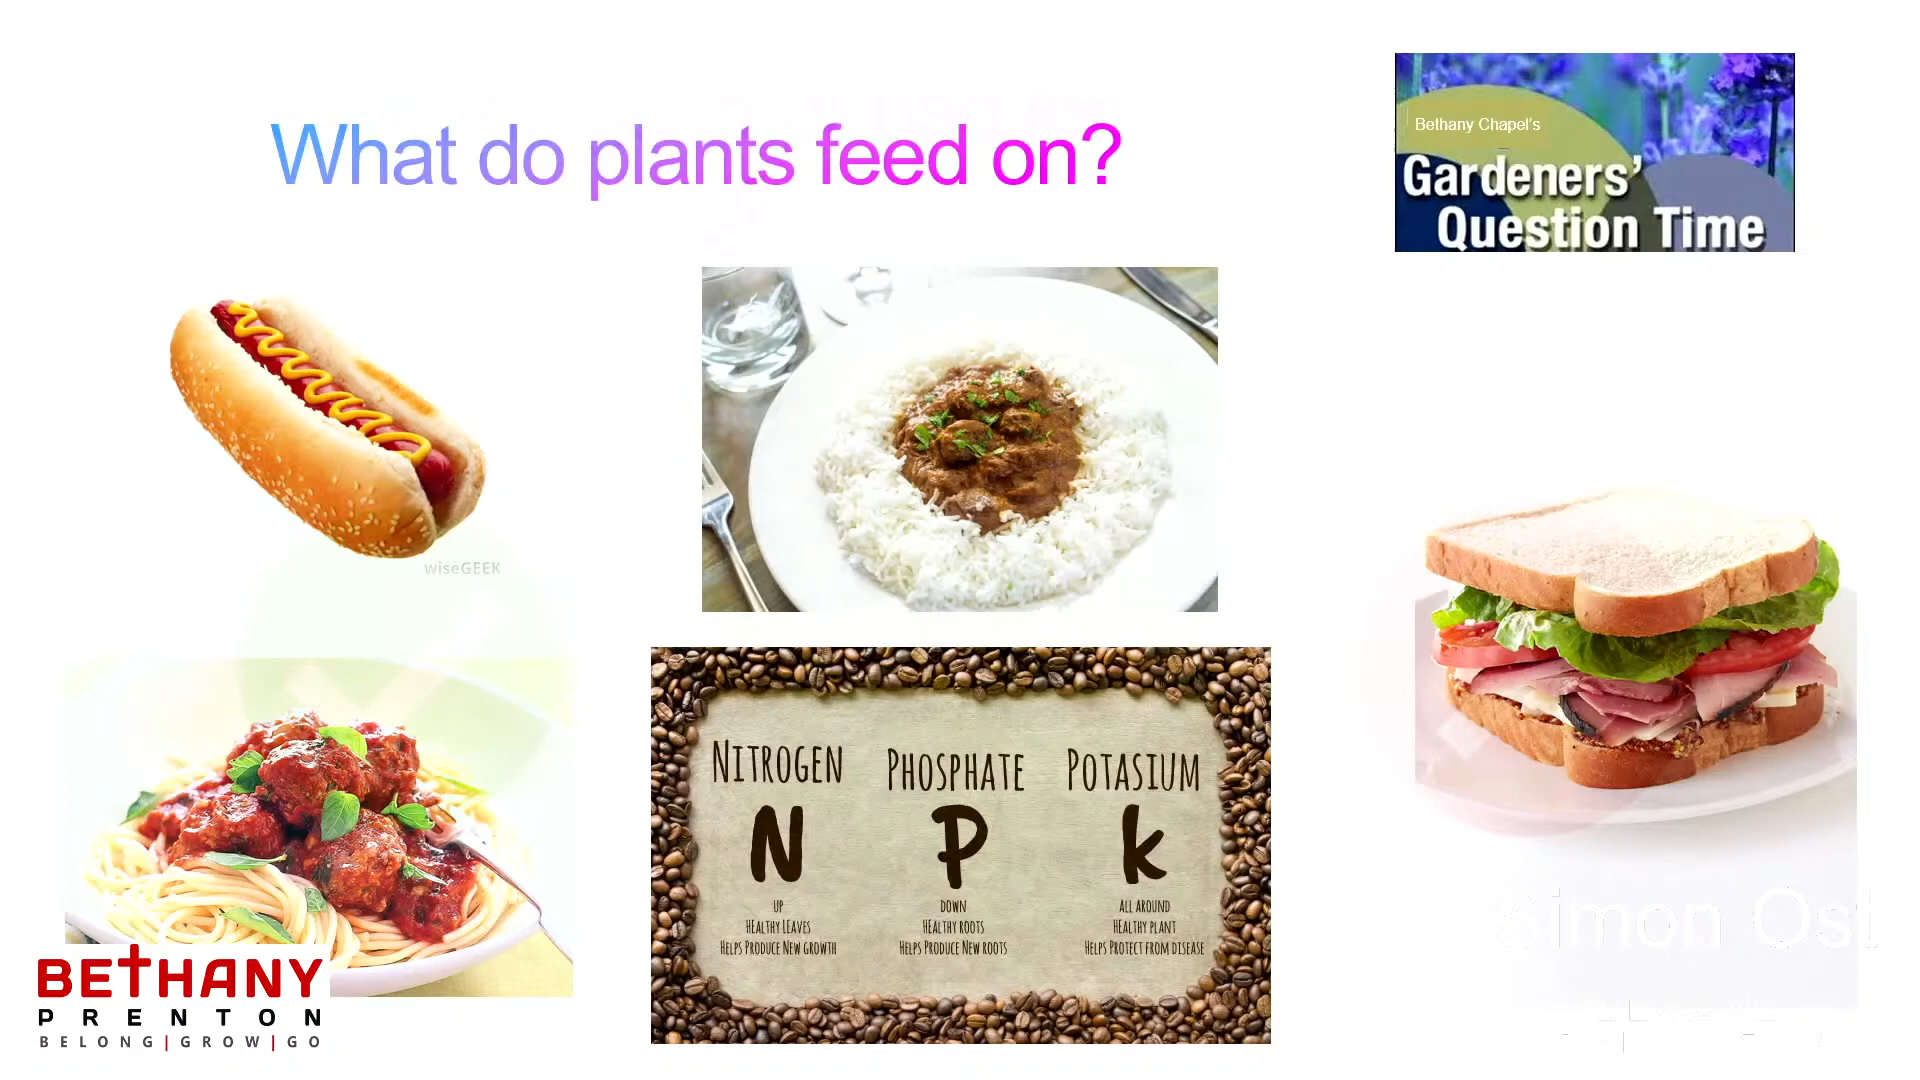 What do plants feed on?
Bethany Chapel's
Gardeners'
Question Time
wiseGEEK
NITROGEN PHOSPHATE POTASIUM
N P k
UP DOWN ALL AROUND
HEALTHY LEAVES HEALTHY ROOTS HEALTHY PLANT
HELPS PRODUCE NEW GROWTH HELPS PRODUCE NEW ROOTS HELPS PROTECT FROM DISEASE
Simon Ost
BETHANY
PRENTON
BELONG|GROW|GO